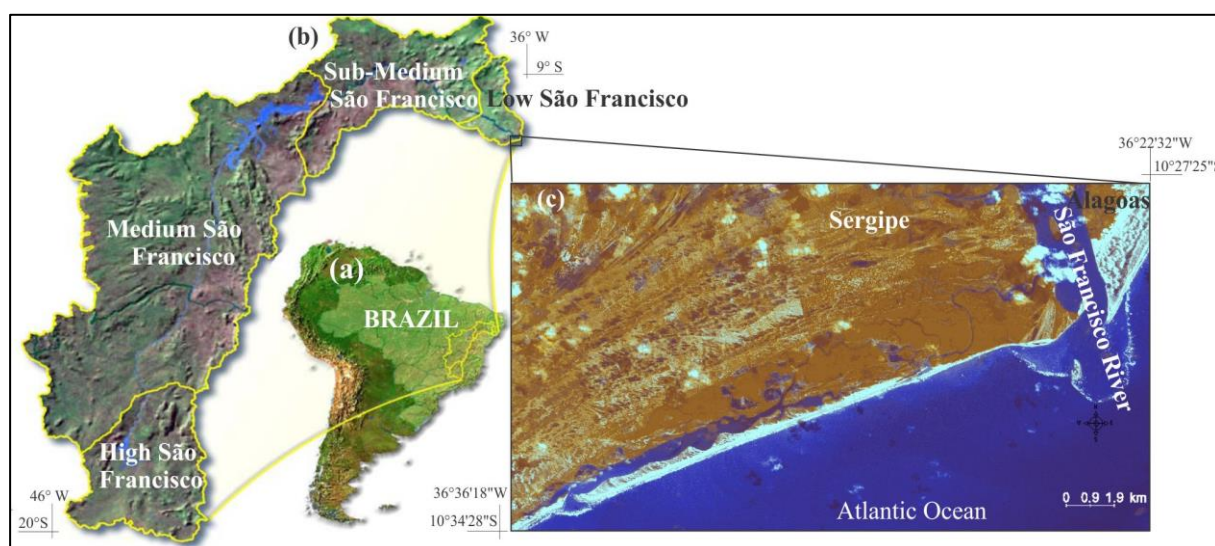 (b)
36° W
9° S
Sub-Medium
São Francisco
Low São Francisco
36°22'32"W
10°27'25"S
(c)
Sergipe
Alagoas
São Francisco River
Medium São
Francisco
(a)
BRAZIL
High São
Francisco
46° W
20°S
36°36'18"W
10°34'28"S
Atlantic Ocean
0 0.9 1.9 km